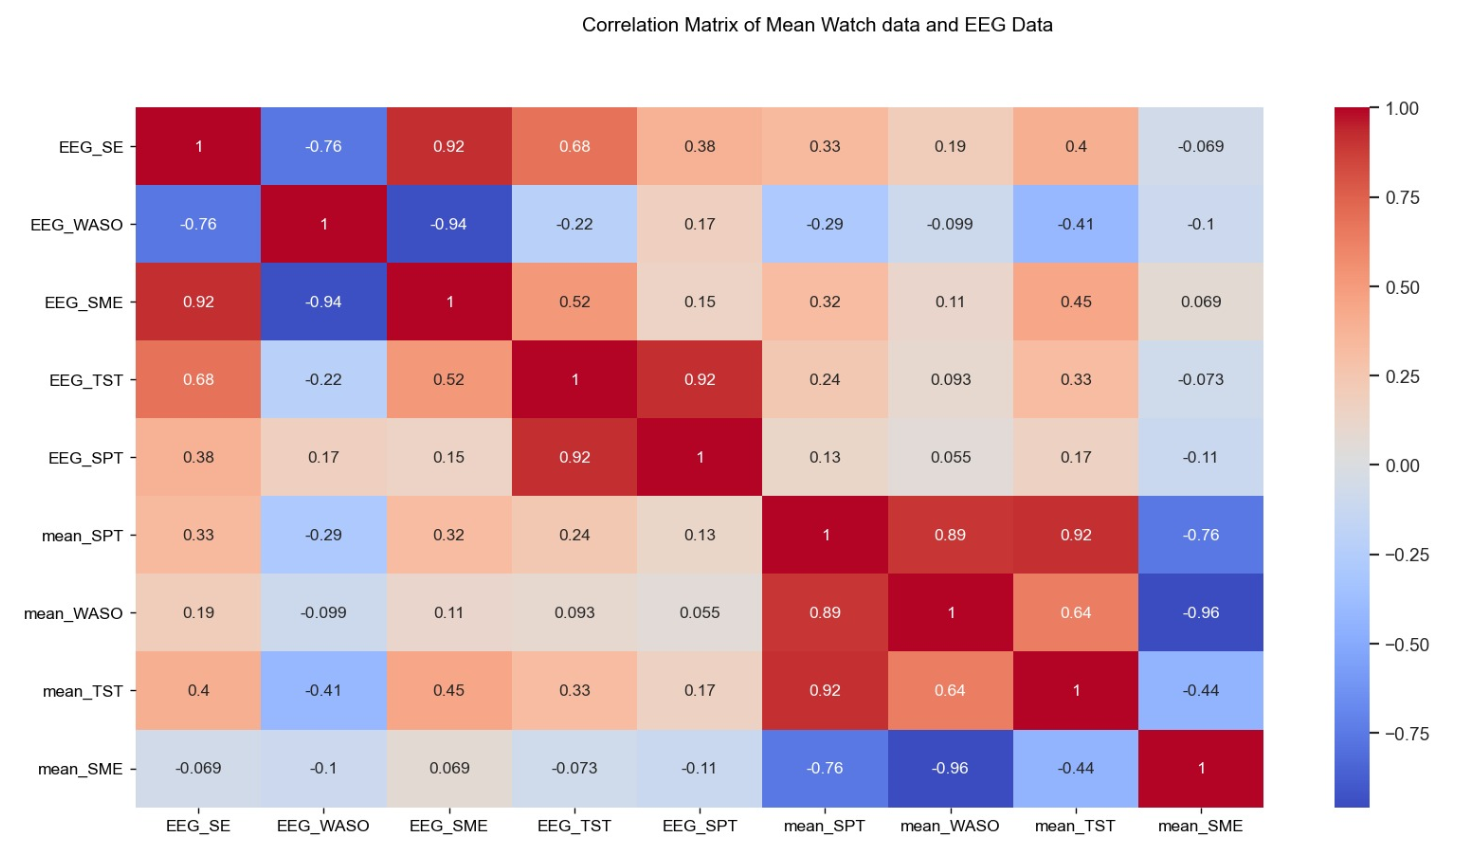 Correlation Matrix of Mean Watch data and EEG Data
EEG_SE 1 -0.76 0.92 0.68 0.38 0.33 0.19 0.4 -0.069
EEG_WASO -0.76 1 -0.94 -0.22 0.17 -0.29 -0.099 -0.41 -0.1
EEG_SME 0.92 -0.94 1 0.52 0.15 0.32 0.11 0.45 0.069
EEG_TST 0.68 -0.22 0.52 1 0.92 0.24 0.093 0.33 -0.073
EEG_SPT 0.38 0.17 0.15 0.92 1 0.13 0.055 0.17 -0.11
mean_SPT 0.33 -0.29 0.32 0.24 0.13 1 0.89 0.92 -0.76
mean_WASO 0.19 -0.099 0.11 0.093 0.055 0.89 1 0.64 -0.96
mean_TST 0.4 -0.41 0.45 0.33 0.17 0.92 0.64 1 -0.44
mean_SME -0.069 -0.1 0.069 -0.073 -0.11 -0.76 -0.96 -0.44 1
EEG_SE EEG_WASO EEG_SME EEG_TST EEG_SPT mean_SPT mean_WASO mean_TST mean_SME
1.00
0.75
0.50
0.25
0.00
−0.25
−0.50
−0.75